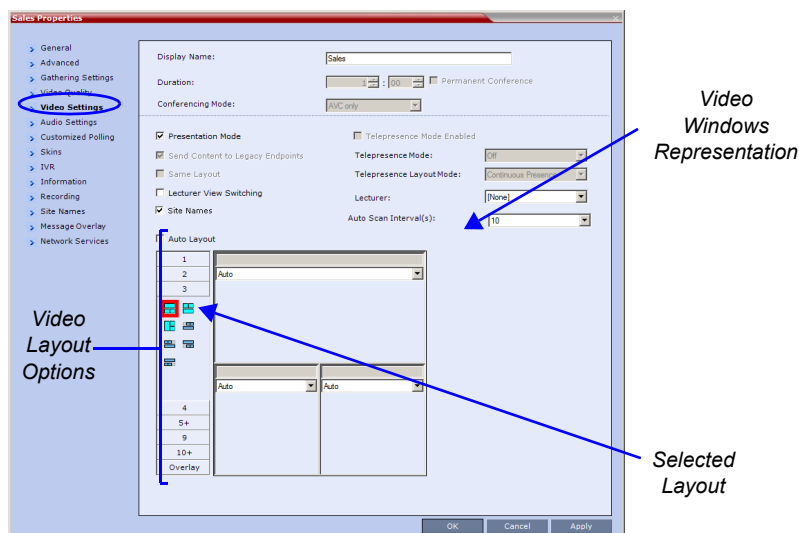 Sales Properties
General
Advanced
Gathering Settings
Video Quality
Video Settings
Audio Settings
Customized Polling
Skins
IVR
Information
Recording
Site Names
Message Overlay
Network Services
Display Name:
Sales
Duration:
1 : 00
Permanent Conference
Conferencing Mode:
AVC only
Presentation Mode
Telepresence Mode Enabled
Send Content to Legacy Endpoints
Telepresence Mode:
Off
Same Layout
Telepresence Layout Mode:
Continuous Presence
Lecturer View Switching
Lecturer:
[None]
Site Names
Auto Scan Interval(s):
10
Auto Layout
1
2
3
Auto
Auto
Auto
4
5+
9
10+
Overlay
OK
Cancel
Apply
Video
Windows
Representation
Video
Layout
Options
Selected
Layout